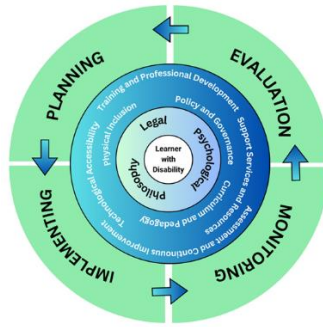 PLANNING
EVALUATION
IMPLEMENTING
MONITORING
Training and Professional Development
Support Services and Resources
Assessment and Continuous Improvement
Technological Accessibility
Physical Inclusion
Policy and Governance
Curriculum and Pedagogy
Legal
Psychological
Philosophy
Learner
with
Disability